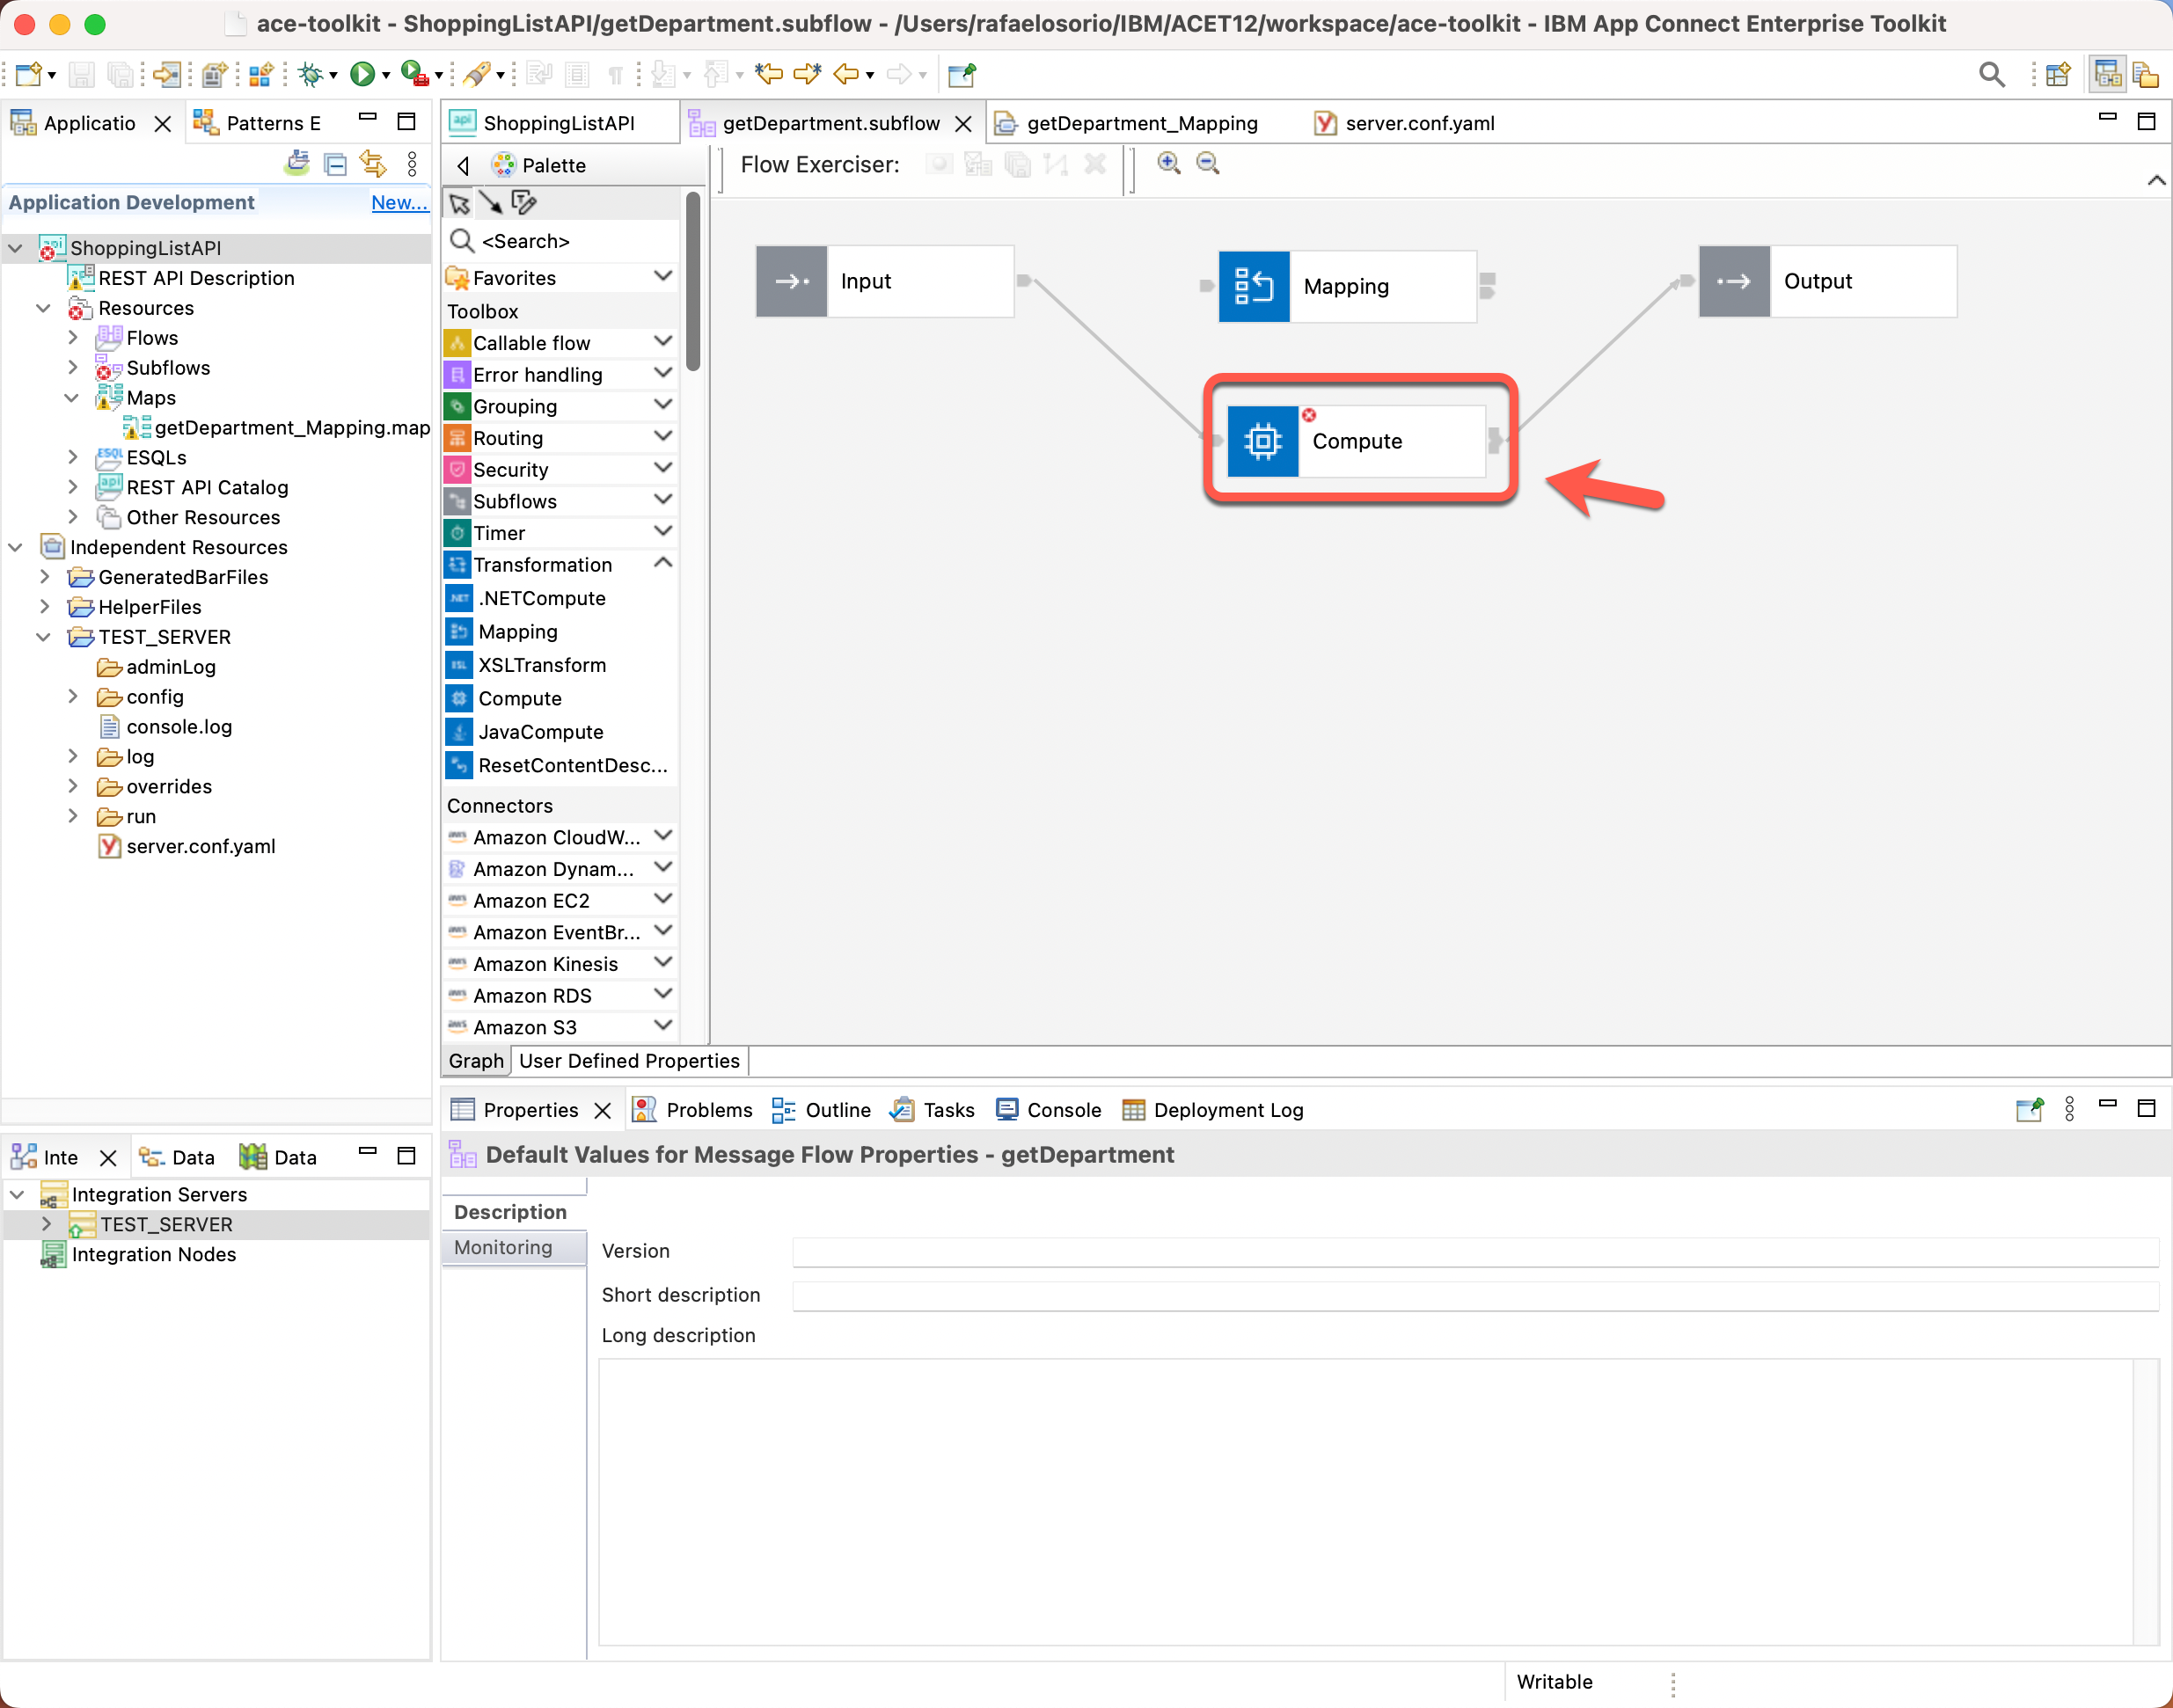 ace-toolkit - ShoppingListAPI/getDepartment.subflow - /Users/rafaelosorio/IBM/ACET12/workspace/ace-toolkit - IBM App Connect Enterprise Toolkit
Applicatio
Patterns E
Application Development
New...
ShoppingListAPI
REST API Description
Resources
Flows
Subflows
Maps
getDepartment_Mapping.map
ESQLs
REST API Catalog
Other Resources
Independent Resources
GeneratedBarFiles
HelperFiles
TEST_SERVER
adminLog
config
console.log
log
overrides
run
server.conf.yaml
Inte
Data
Data
Integration Servers
TEST_SERVER
Integration Nodes
ShoppingListAPI
getDepartment.subflow
getDepartment_Mapping
server.conf.yaml
Palette
<Search>
Favorites
Toolbox
Callable flow
Error handling
Grouping
Routing
Security
Subflows
Timer
Transformation
.NETCompute
Mapping
XSLTransform
Compute
JavaCompute
ResetContentDesc...
Connectors
Amazon CloudW...
Amazon Dynam...
Amazon EC2
Amazon EventBr...
Amazon Kinesis
Amazon RDS
Amazon S3
Flow Exerciser:
Input
Mapping
Output
Compute
Graph
User Defined Properties
Properties
Problems
Outline
Tasks
Console
Deployment Log
Default Values for Message Flow Properties - getDepartment
Description
Monitoring
Version
Short description
Long description
Writable